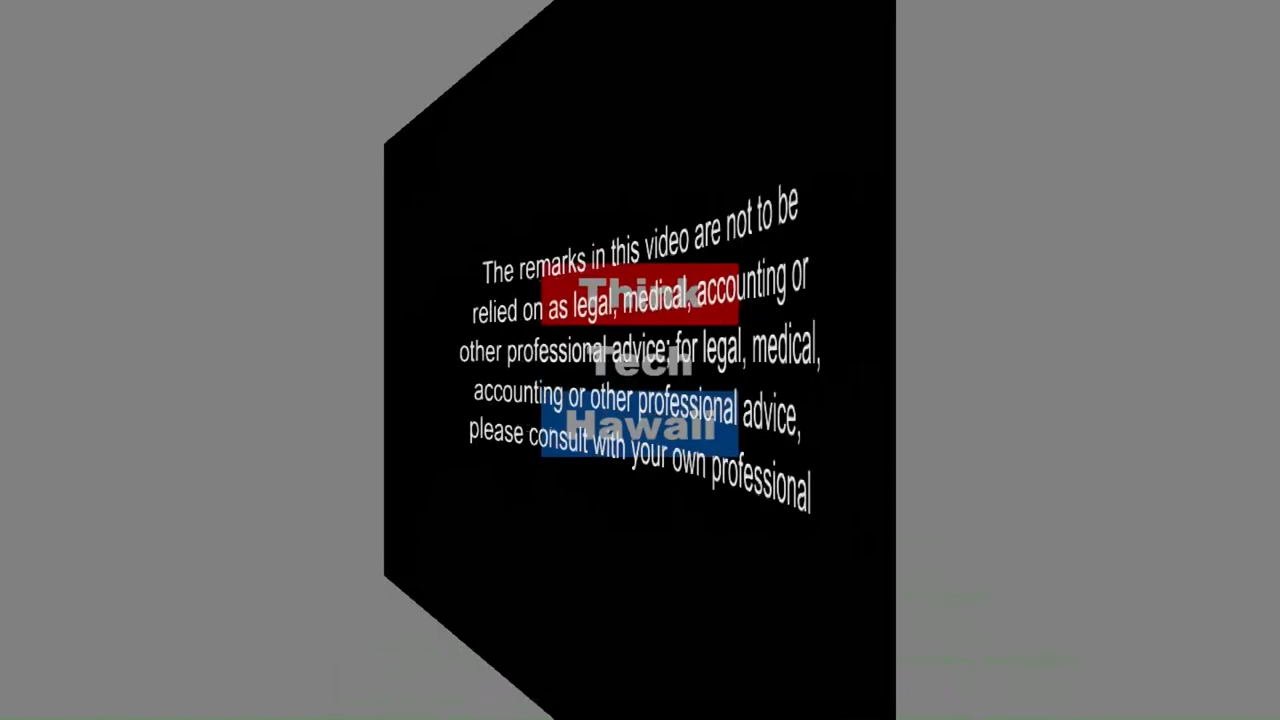 The remarks in this video are not to be
relied on as legal, medical, accounting or
other professional advice; for legal, medical,
accounting or other professional advice,
please consult with your own professional
Think
Tech
Hawaii